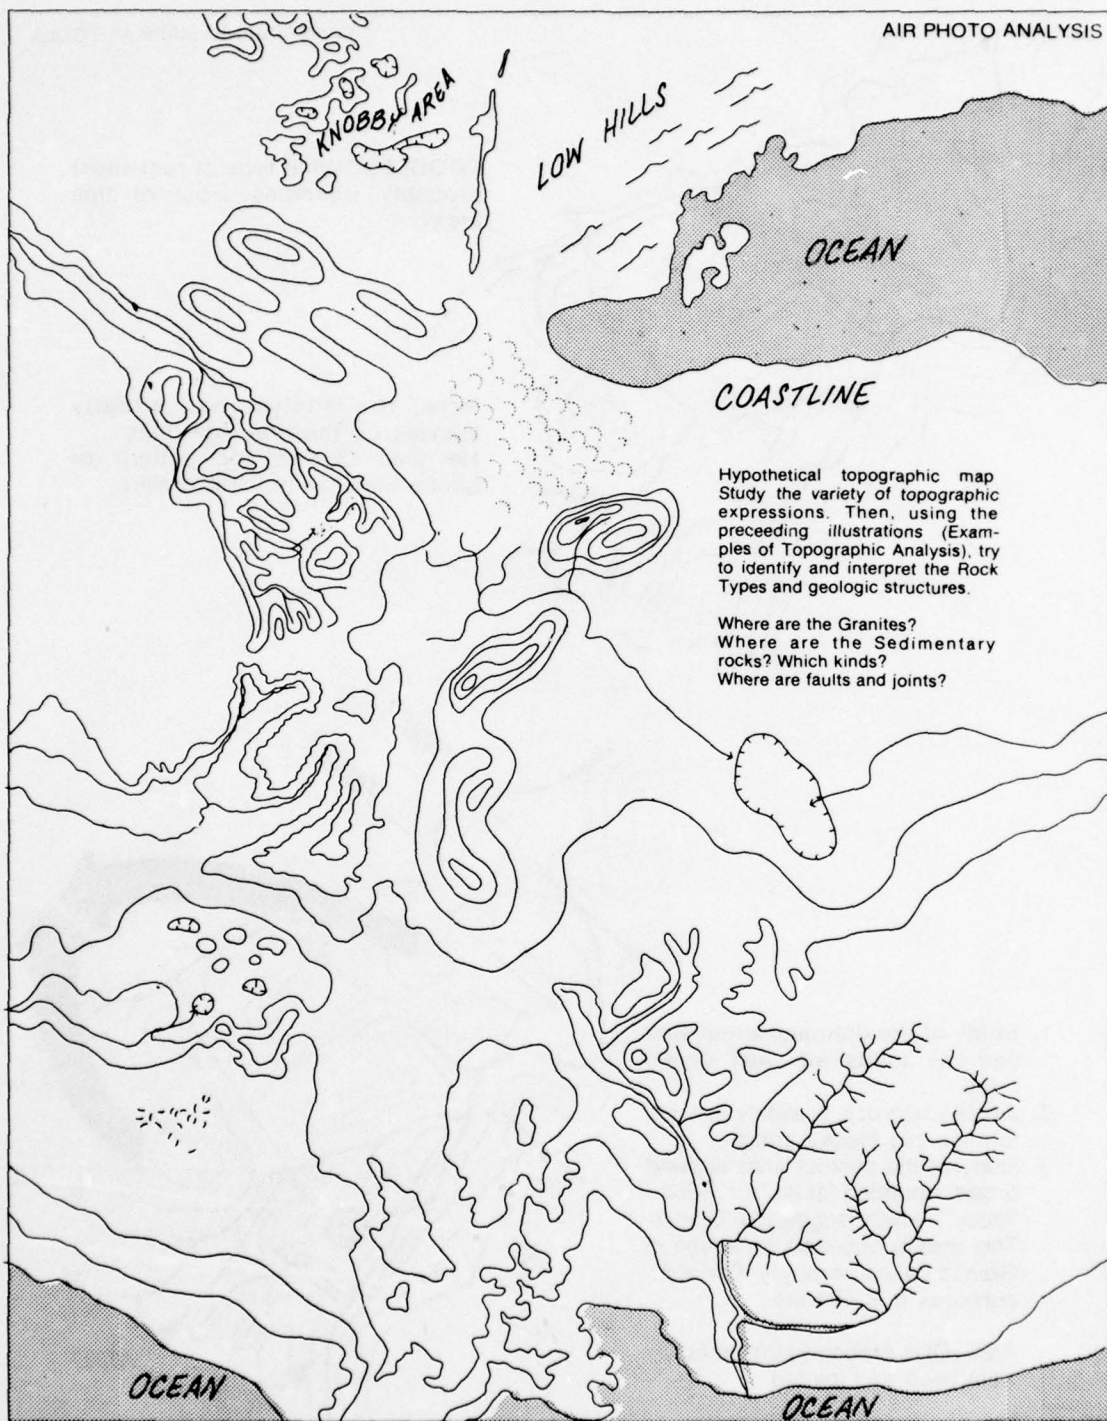 AIR PHOTO ANALYSIS
KNOBBY AREA
LOW HILLS
OCEAN
COASTLINE
Hypothetical topographic map
Study the variety of topographic
expressions. Then, using the
preceeding illustrations (Exam-
ples of Topographic Analysis), try
to identify and interpret the Rock
Types and geologic structures.
Where are the Granites?
Where are the Sedimentary
rocks? Which kinds?
Where are faults and joints?
OCEAN
OCEAN